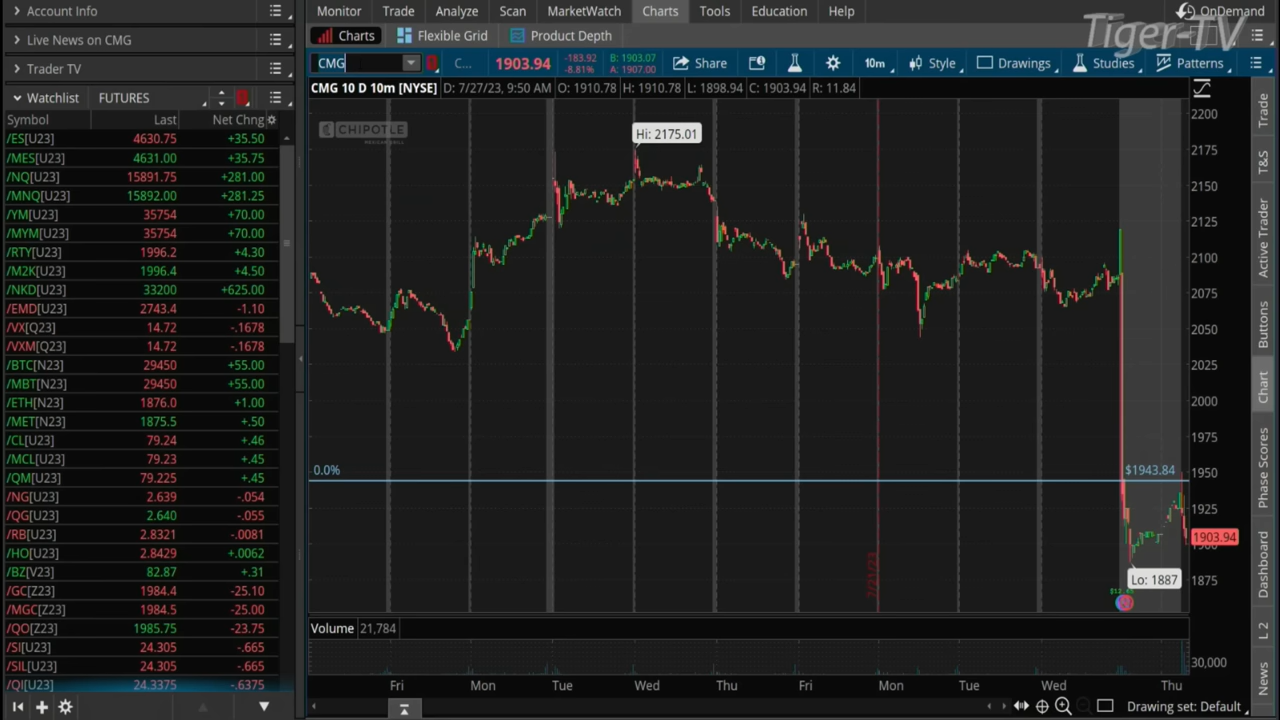 Account Info
Live News on CMG
Trader TV
Watchlist FUTURES
Symbol Last Net Chng
/ES[U23] 4630.75 +35.50
/MES[U23] 4631.00 +35.75
/NQ[U23] 15891.75 +281.00
/MNQ[U23] 15892.00 +281.25
/YM[U23] 35754 +70.00
/MYM[U23] 35754 +70.00
/RTY[U23] 1996.2 +4.30
/M2K[U23] 1996.4 +4.50
/NKD[U23] 33200 +625.00
/EMD[U23] 2743.4 -1.10
/VX[Q23] 14.72 -.1678
/VXM[Q23] 14.72 -.1678
/BTC[N23] 29450 +55.00
/MBT[N23] 29450 +55.00
/ETH[N23] 1876.0 +1.00
/MET[N23] 1875.5 +.50
/CL[U23] 79.24 +.46
/MCL[U23] 79.23 +.45
/QM[U23] 79.225 +.45
/NG[U23] 2.639 -.054
/QG[U23] 2.640 -.055
/RB[U23] 2.8321 -.0081
/HO[U23] 2.8429 +.0062
/BZ[V23] 82.87 +.31
/GC[Z23] 1984.4 -25.10
/MGC[Z23] 1984.5 -25.00
/QO[Z23] 1985.75 -23.75
/SI[U23] 24.305 -.665
/SIL[U23] 24.305 -.665
/QI[U23] 24.3375 -.6375
Monitor Trade Analyze Scan MarketWatch Charts Tools Education Help OnDemand
Tiger-TV
Charts Flexible Grid Product Depth
CMG C... 1903.94 -183.92 -8.81% B: 1903.07 A: 1907.00 Share 10m Style Drawings Studies Patterns
CMG 10 D 10m [NYSE] D: 7/27/23, 9:50 AM O: 1910.78 H: 1910.78 L: 1898.94 C: 1903.94 R: 11.84
CHIPOTLE
MEXICAN GRILL
Hi: 2175.01
2200
2175
2150
2125
2100
2075
2050
2025
2000
1975
1950
1925
1903.94
1900
1875
0.0% $1943.84
Lo: 1887
7/21/23
Volume 21,784
30,000
Fri Mon Tue Wed Thu Fri Mon Tue Wed Thu
Drawing set: Default
Trade
T&S
Active Trader
Buttons
Chart
Phase Scores
Dashboard
L 2
News